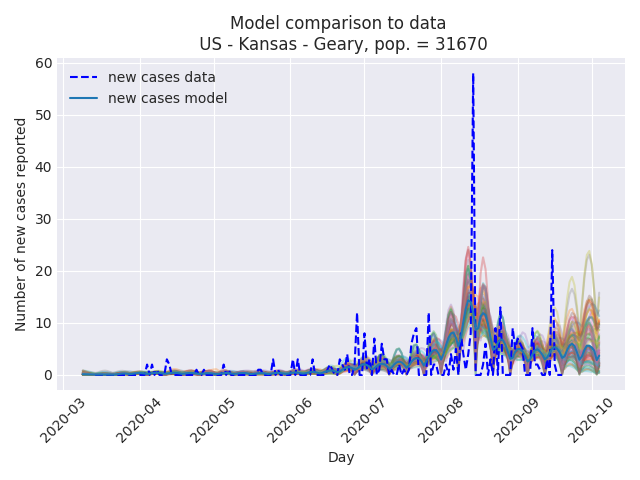 Model comparison to data
US - Kansas - Geary, pop. = 31670
new cases data
new cases model
Number of new cases reported
60
50
40
30
20
10
0
2020-03
2020-04
2020-05
2020-06
2020-07
2020-08
2020-09
2020-10
Day